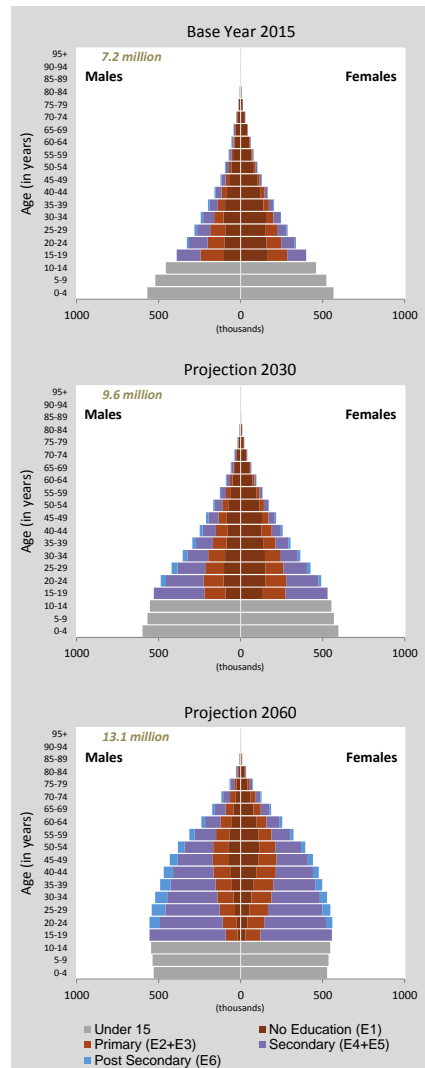 Base Year 2015
7.2 million
Males
Females
Age (in years)
95+
90-94
85-89
80-84
75-79
70-74
65-69
60-64
55-59
50-54
45-49
40-44
35-39
30-34
25-29
20-24
15-19
10-14
5-9
0-4
1000 500 0 500 1000
(thousands)
Projection 2030
9.6 million
Males
Females
Age (in years)
95+
90-94
85-89
80-84
75-79
70-74
65-69
60-64
55-59
50-54
45-49
40-44
35-39
30-34
25-29
20-24
15-19
10-14
5-9
0-4
1000 500 0 500 1000
(thousands)
Projection 2060
13.1 million
Males
Females
Age (in years)
95+
90-94
85-89
80-84
75-79
70-74
65-69
60-64
55-59
50-54
45-49
40-44
35-39
30-34
25-29
20-24
15-19
10-14
5-9
0-4
1000 500 0 500 1000
(thousands)
Under 15 No Education (E1)
Primary (E2+E3) Secondary (E4+E5)
Post Secondary (E6)